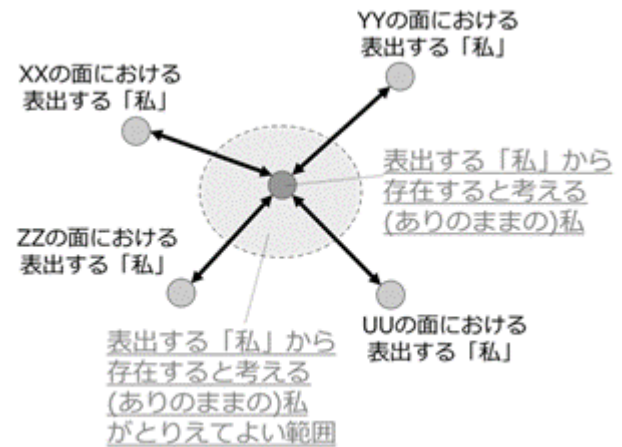 YYの面における
表出する「私」
XXの面における
表出する「私」
表出する「私」から
存在すると考える
(ありのままの)私
ZZの面における
表出する「私」
UUの面における
表出する「私」
表出する「私」から
存在すると考える
(ありのままの)私
がとりえてよい範囲